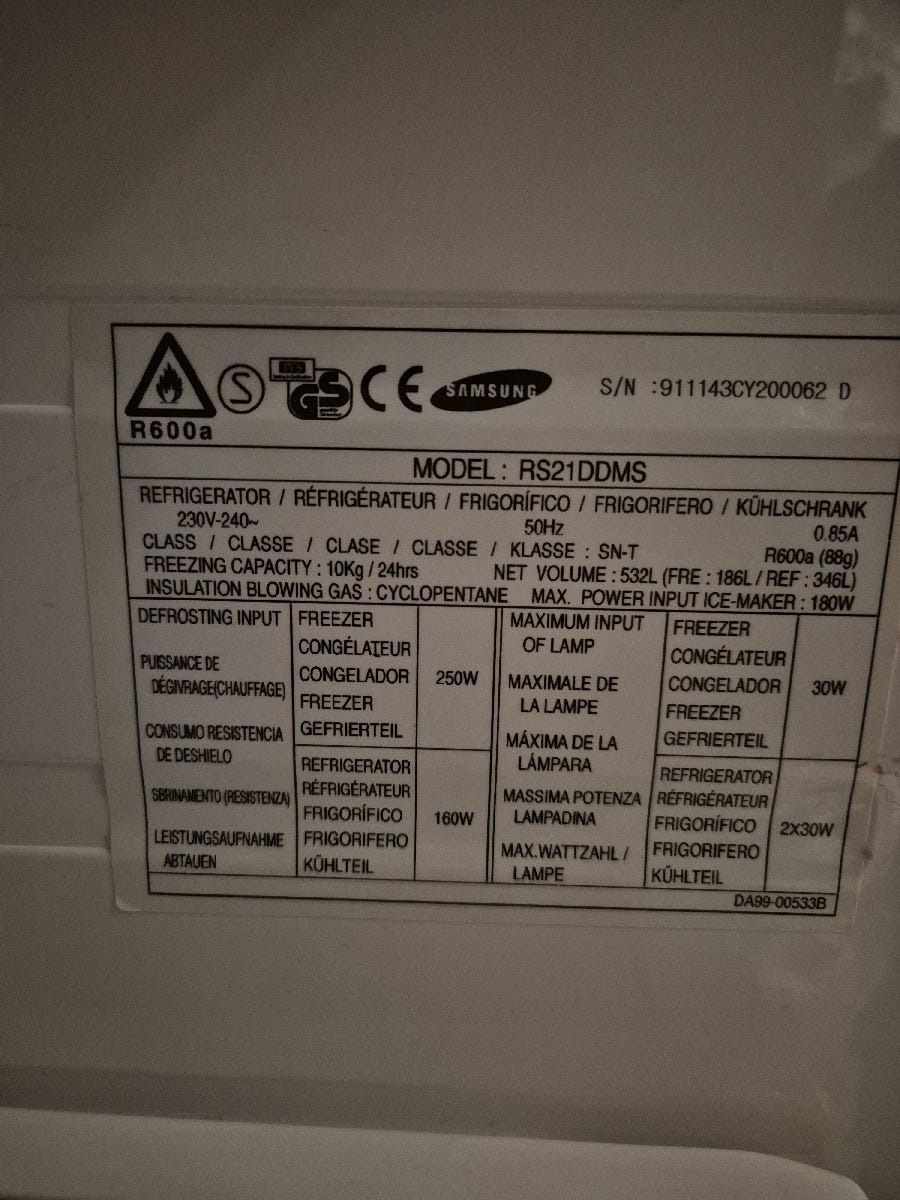 R600a
S
GS
CE
SAMSUNG
S/N :911143CY200062 D
MODEL : RS21DDMS
REFRIGERATOR / RÉFRIGÉRATEUR / FRIGORÍFICO / FRIGORIFERO / KÜHLSCHRANK
230V-240~ 50Hz 0.85A
CLASS / CLASSE / CLASE / CLASSE / KLASSE : SN-T R600a (88g)
FREEZING CAPACITY : 10Kg / 24hrs NET VOLUME : 532L (FRE : 186L / REF : 346L)
INSULATION BLOWING GAS : CYCLOPENTANE MAX. POWER INPUT ICE-MAKER : 180W
DEFROSTING INPUT
PUISSANCE DE
DÉGIVRAGE(CHAUFFAGE)
CONSUMO RESISTENCIA
DE DESHIELO
SBRINAMENTO (RESISTENZA)
LEISTUNGSAUFNAHME
ABTAUEN
FREEZER
CONGÉLATEUR
CONGELADOR
FREEZER
GEFRIERTEIL
250W
REFRIGERATOR
RÉFRIGÉRATEUR
FRIGORÍFICO
FRIGORIFERO
KÜHLTEIL
160W
MAXIMUM INPUT
OF LAMP
MAXIMALE DE
LA LAMPE
MÁXIMA DE LA
LÁMPARA
MASSIMA POTENZA
LAMPADINA
MAX.WATTZAHL /
LAMPE
FREEZER
CONGÉLATEUR
CONGELADOR
FREEZER
GEFRIERTEIL
30W
REFRIGERATOR
RÉFRIGÉRATEUR
FRIGORÍFICO
FRIGORIFERO
KÜHLTEIL
2X30W
DA99-00533B